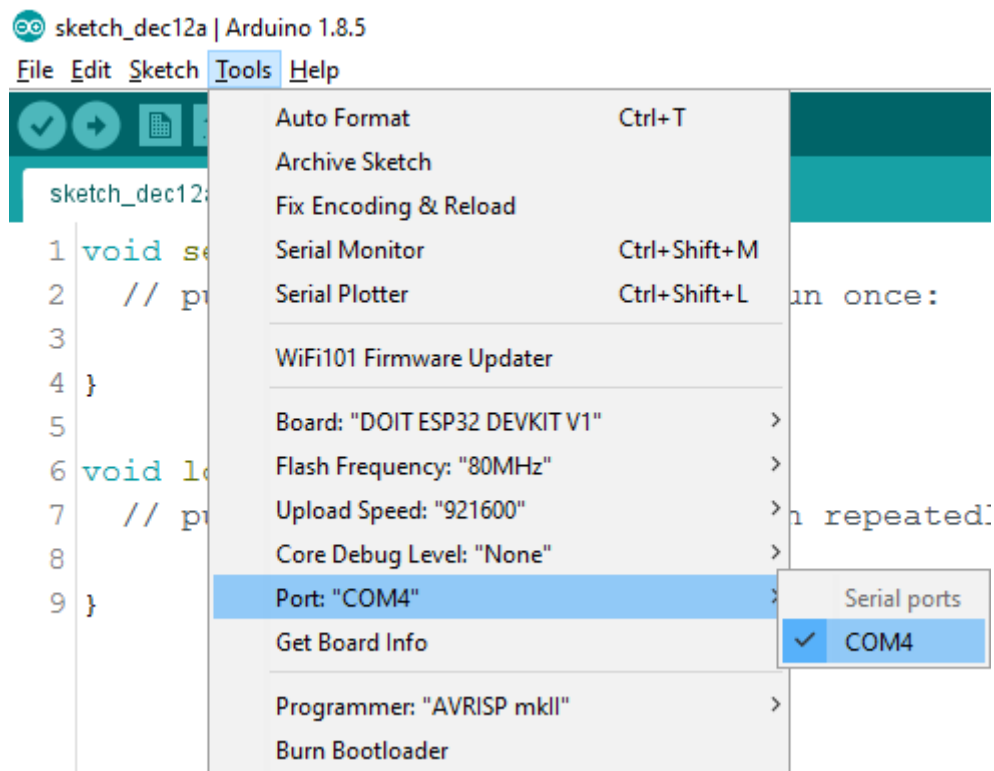 sketch_dec12a | Arduino 1.8.5
File Edit Sketch Tools Help
Auto Format Ctrl+T
Archive Sketch
sketch_dec12a
Fix Encoding & Reload
1 void se
Serial Monitor Ctrl+Shift+M
2 // pu
Serial Plotter Ctrl+Shift+L
un once:
3
WiFi101 Firmware Updater
4 }
Board: "DOIT ESP32 DEVKIT V1"
5
Flash Frequency: "80MHz"
6 void lo
Upload Speed: "921600"
7 // pu
n repeatedl
Core Debug Level: "None"
8
Port: "COM4"
Serial ports
9 }
Get Board Info
COM4
Programmer: "AVRISP mkII"
Burn Bootloader